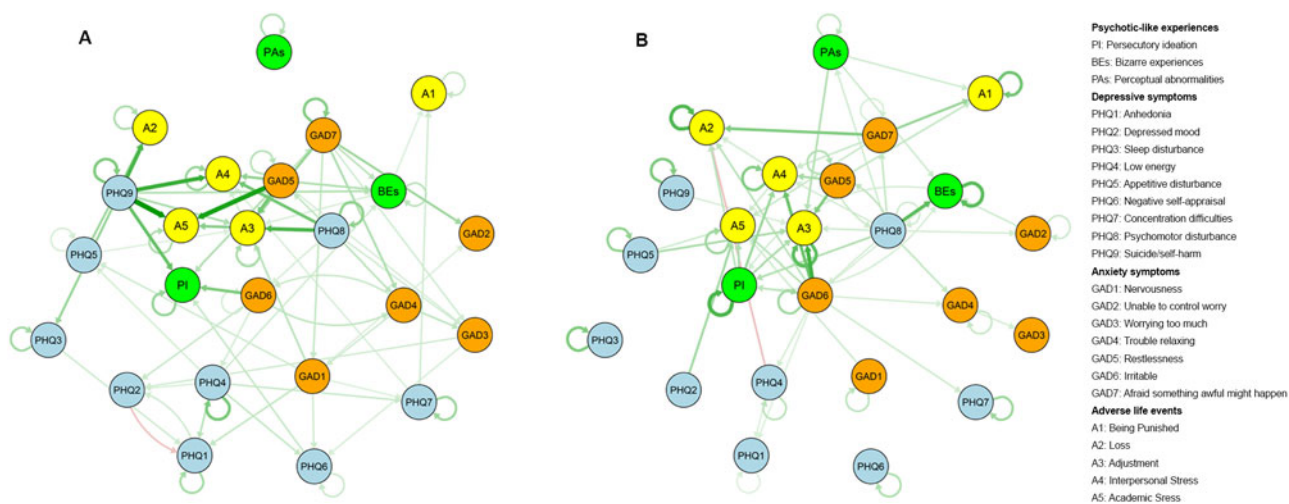 A
PAs
A1
A2
GAD7
A4
GAD5
PHQ9
BEs
A5
A3
PHQ8
GAD2
PHQ5
PI
GAD6
GAD4
PHQ3
GAD3
GAD1
PHQ2
PHQ4
PHQ7
PHQ1
PHQ6
B
PAs
A1
A2
GAD7
A4
GAD5
PHQ9
BEs
A5
A3
PHQ8
GAD2
PHQ5
PI
GAD6
GAD4
PHQ3
GAD3
PHQ2
PHQ4
GAD1
PHQ7
PHQ1
PHQ6
Psychotic-like experiences
PI: Persecutory ideation
BEs: Bizarre experiences
PAs: Perceptual abnormalities
Depressive symptoms
PHQ1: Anhedonia
PHQ2: Depressed mood
PHQ3: Sleep disturbance
PHQ4: Low energy
PHQ5: Appetitive disturbance
PHQ6: Negative self-appraisal
PHQ7: Concentration difficulties
PHQ8: Psychomotor disturbance
PHQ9: Suicide/self-harm
Anxiety symptoms
GAD1: Nervousness
GAD2: Unable to control worry
GAD3: Worrying too much
GAD4: Trouble relaxing
GAD5: Restlessness
GAD6: Irritable
GAD7: Afraid something awful might happen
Adverse life events
A1: Being Punished
A2: Loss
A3: Adjustment
A4: Interpersonal Stress
A5: Academic Sress